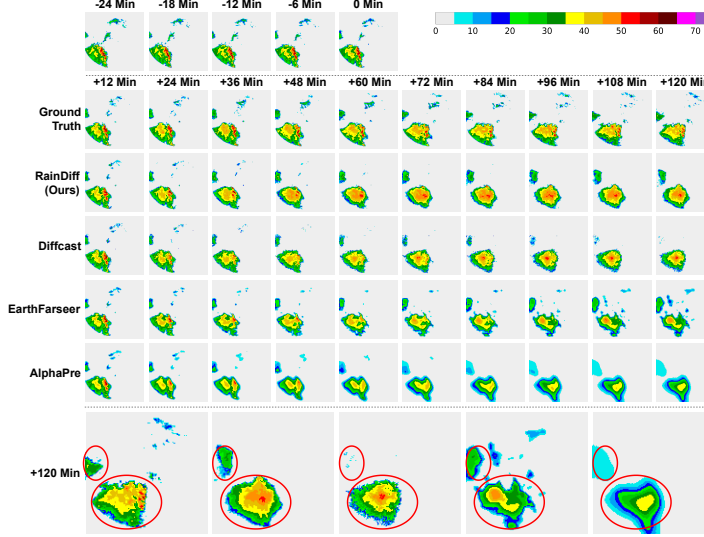 -24 Min -18 Min -12 Min -6 Min 0 Min
0 10 20 30 40 50 60 70
+12 Min +24 Min +36 Min +48 Min +60 Min +72 Min +84 Min +96 Min +108 Min +120 Min
Ground
Truth
RainDiff
(Ours)
Diffcast
EarthFarseer
AlphaPre
+120 Min